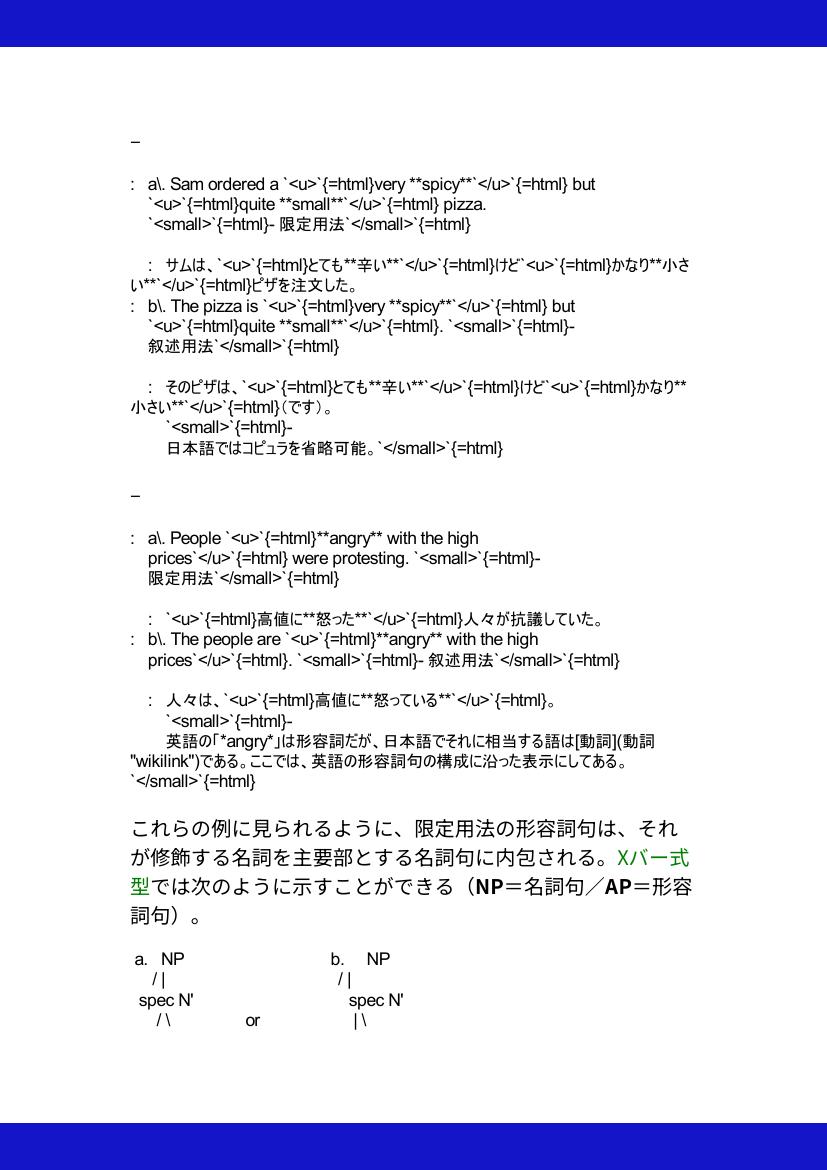 –
:   a\. Sam ordered a `<u>`{=html}very **spicy**`</u>`{=html} but
`<u>`{=html}quite **small**`</u>`{=html} pizza.
`<small>`{=html}- 限定用法`</small>`{=html}
:   サムは、`<u>`{=html}とても**辛い**`</u>`{=html}けど`<u>`{=html}かなり**小さ
い**`</u>`{=html}ピザを注文した。
:   b\. The pizza is `<u>`{=html}very **spicy**`</u>`{=html} but
`<u>`{=html}quite **small**`</u>`{=html}. `<small>`{=html}-
叙述用法`</small>`{=html}
:   そのピザは、`<u>`{=html}とても**辛い**`</u>`{=html}けど`<u>`{=html}かなり**
小さい**`</u>`{=html}（です）。
`<small>`{=html}-
日本語ではコピュラを省略可能。`</small>`{=html}
–
:   a\. People `<u>`{=html}**angry** with the high
prices`</u>`{=html} were protesting. `<small>`{=html}-
限定用法`</small>`{=html}
:   `<u>`{=html}高値に**怒った**`</u>`{=html}人々が抗議していた。
:   b\. The people are `<u>`{=html}**angry** with the high
prices`</u>`{=html}. `<small>`{=html}- 叙述用法`</small>`{=html}
:   人々は、`<u>`{=html}高値に**怒っている**`</u>`{=html}。
`<small>`{=html}-
英語の「*angry*」は形容詞だが、日本語でそれに相当する語は[動詞](動詞
"wikilink")である。ここでは、英語の形容詞句の構成に沿った表示にしてある。
`</small>`{=html}
これらの例に見られるように、限定用法の形容詞句は、それ
が修飾する名詞を主要部とする名詞句に内包される。Xバー式
型では次のように示すことができる（NP＝名詞句／AP＝形容
詞句）。
a.   NP                b.     NP
/ |                / |
spec N'                spec N'
/ \        or        | \